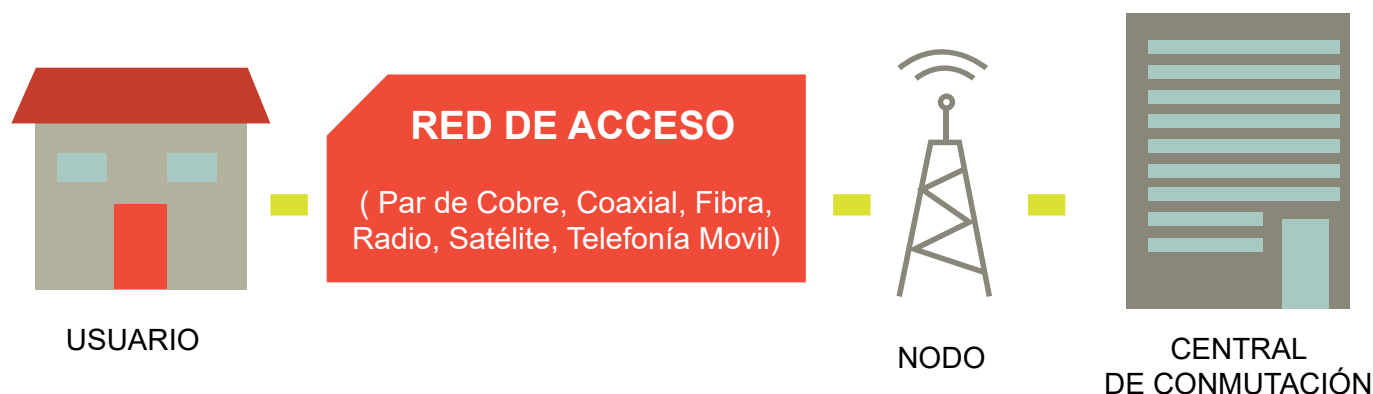 RED DE ACCESO
( Par de Cobre, Coaxial, Fibra,
Radio, Satélite, Telefonía Movil)
USUARIO
NODO
CENTRAL
DE CONMUTACIÓN